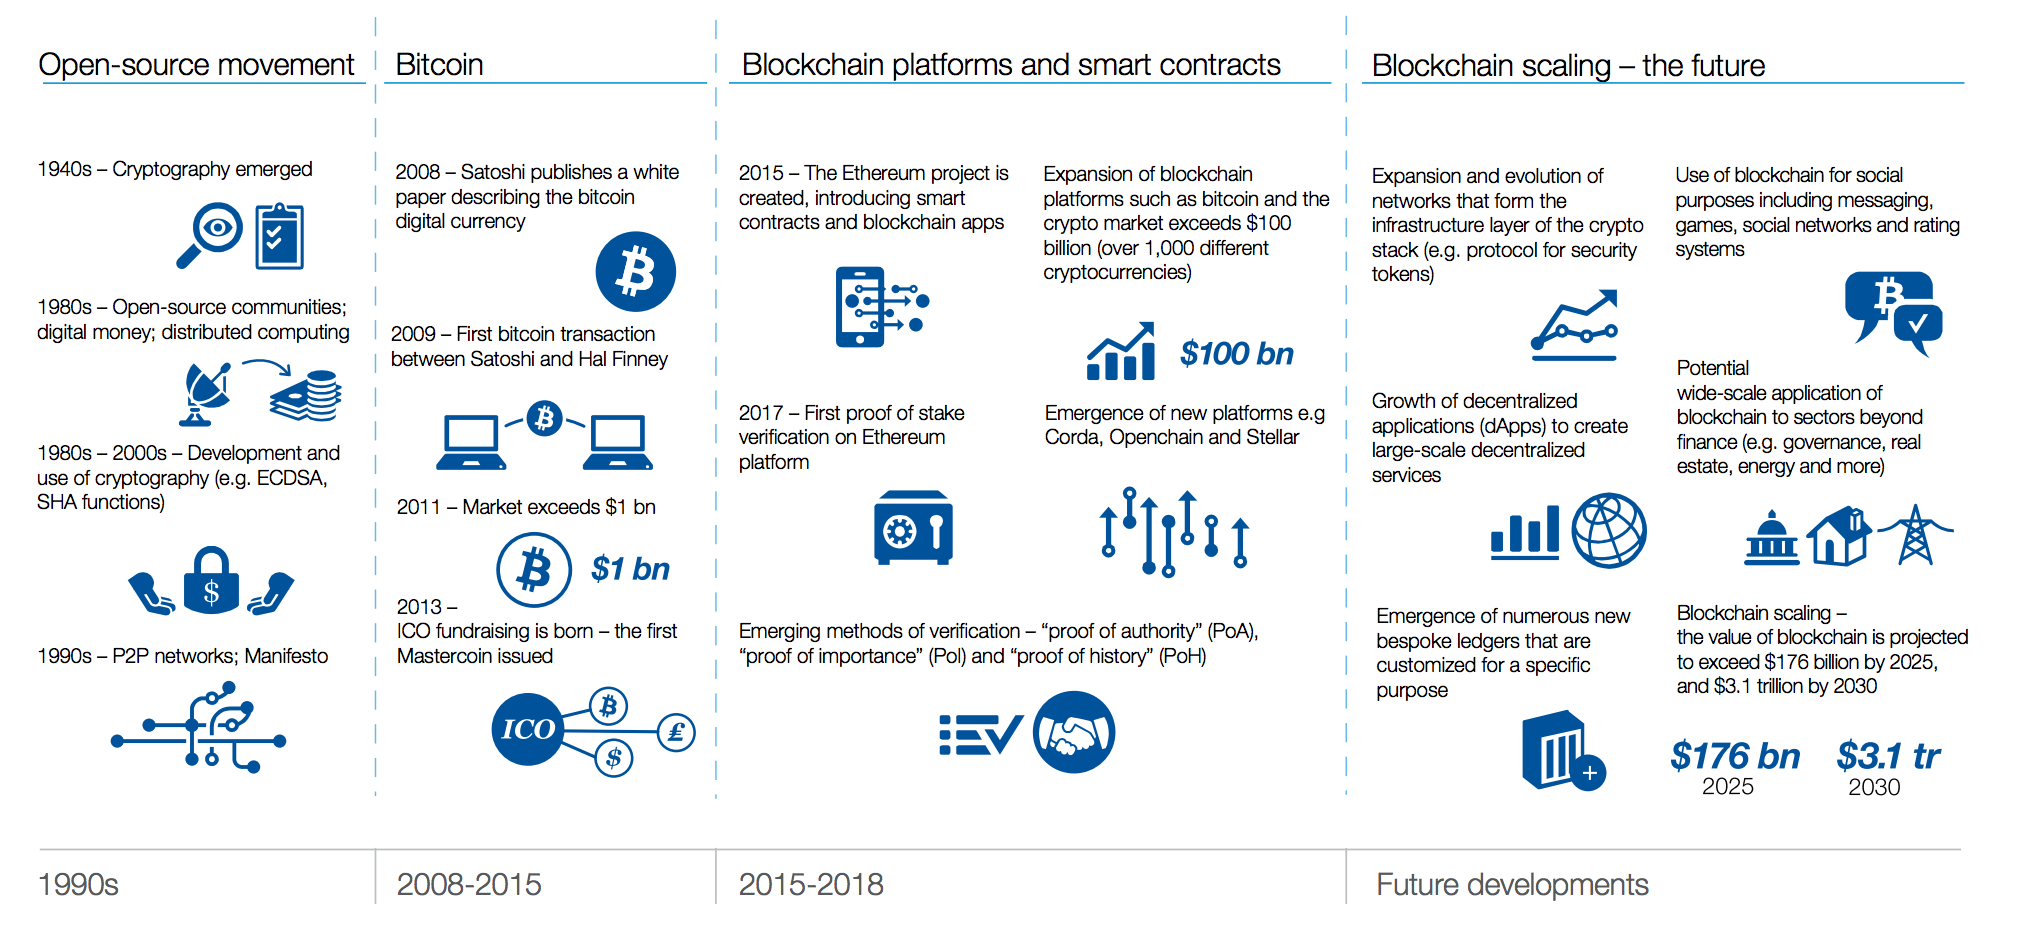 Open-source movement
1940s – Cryptography emerged
1980s – Open-source communities;
digital money; distributed computing
1980s – 2000s – Development and
use of cryptography (e.g. ECDSA,
SHA functions)
$
1990s – P2P networks; Manifesto
1990s
Bitcoin
2008 – Satoshi publishes a white
paper describing the bitcoin
digital currency
2009 – First bitcoin transaction
between Satoshi and Hal Finney
2011 – Market exceeds $1 bn
$1 bn
2013 –
ICO fundraising is born – the first
Mastercoin issued
ICO
£
$
2008-2015
Blockchain platforms and smart contracts
2015 – The Ethereum project is
created, introducing smart
contracts and blockchain apps
2017 – First proof of stake
verification on Ethereum
platform
Expansion of blockchain
platforms such as bitcoin and the
crypto market exceeds $100
billion (over 1,000 different
cryptocurrencies)
$100 bn
Emergence of new platforms e.g
Corda, Openchain and Stellar
Emerging methods of verification – “proof of authority” (PoA),
“proof of importance” (PoI) and “proof of history” (PoH)
2015-2018
Blockchain scaling – the future
Expansion and evolution of
networks that form the
infrastructure layer of the crypto
stack (e.g. protocol for security
tokens)
Growth of decentralized
applications (dApps) to create
large-scale decentralized
services
Emergence of numerous new
bespoke ledgers that are
customized for a specific
purpose
Use of blockchain for social
purposes including messaging,
games, social networks and rating
systems
Potential
wide-scale application of
blockchain to sectors beyond
finance (e.g. governance, real
estate, energy and more)
Blockchain scaling –
the value of blockchain is projected
to exceed $176 billion by 2025,
and $3.1 trillion by 2030
$176 bn
2025
$3.1 tr
2030
Future developments